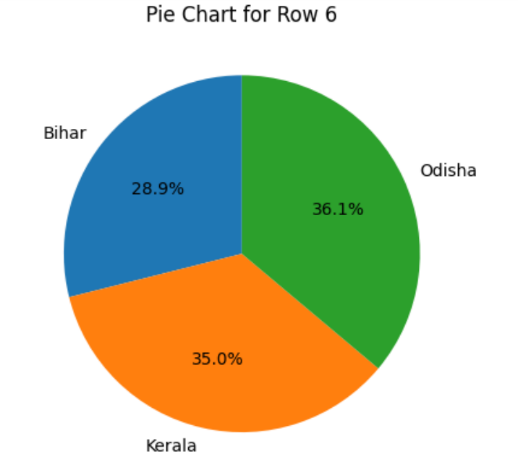 Pie Chart for Row 6
Bihar
Odisha
28.9%
36.1%
35.0%
Kerala